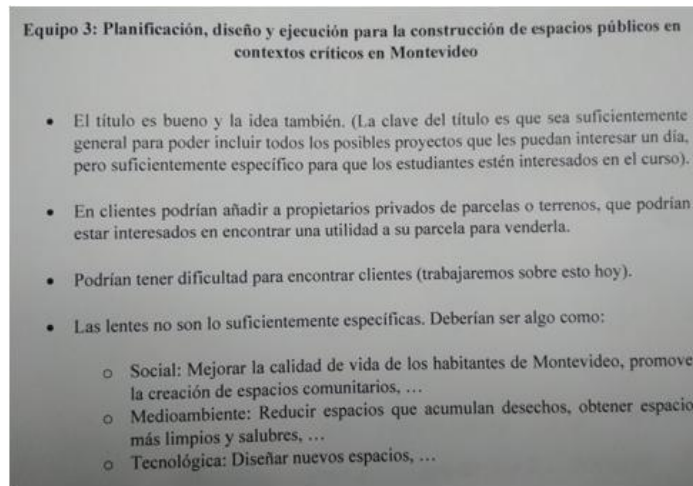 Equipo 3: Planificación, diseño y ejecución para la construcción de espacios públicos en
contextos críticos en Montevideo
• El título es bueno y la idea también. (La clave del título es que sea suficientemente
general para poder incluir todos los posibles proyectos que les puedan interesar un día,
pero suficientemente específico para que los estudiantes estén interesados en el curso).
• En clientes podrían añadir a propietarios privados de parcelas o terrenos, que podrían
estar interesados en encontrar una utilidad a su parcela para venderla.
• Podrían tener dificultad para encontrar clientes (trabajaremos sobre esto hoy).
• Las lentes no son lo suficientemente específicas. Deberían ser algo como:
o Social: Mejorar la calidad de vida de los habitantes de Montevideo, promove
la creación de espacios comunitarios, …
o Medioambiente: Reducir espacios que acumulan desechos, obtener espacio
más limpios y salubres, …
o Tecnológica: Diseñar nuevos espacios, …